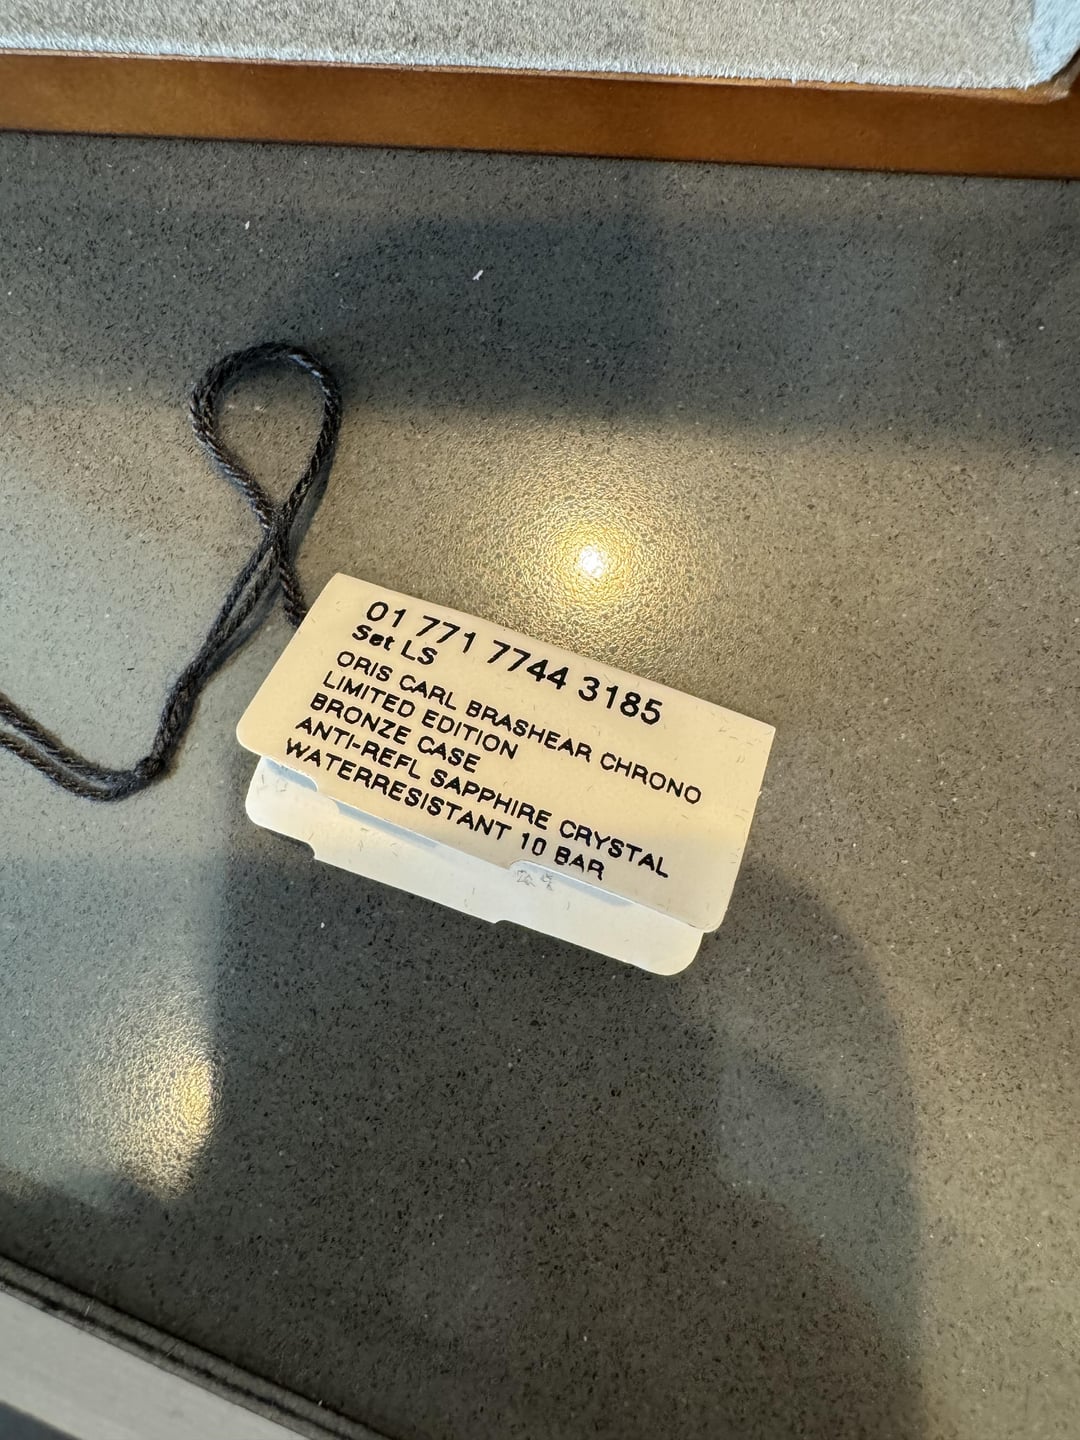 01 771 7744 3185
Set LS
ORIS CARL BRASHEAR CHRONO
LIMITED EDITION
BRONZE CASE
ANTI-REFL SAPPHIRE CRYSTAL
WATERRESISTANT 10 BAR